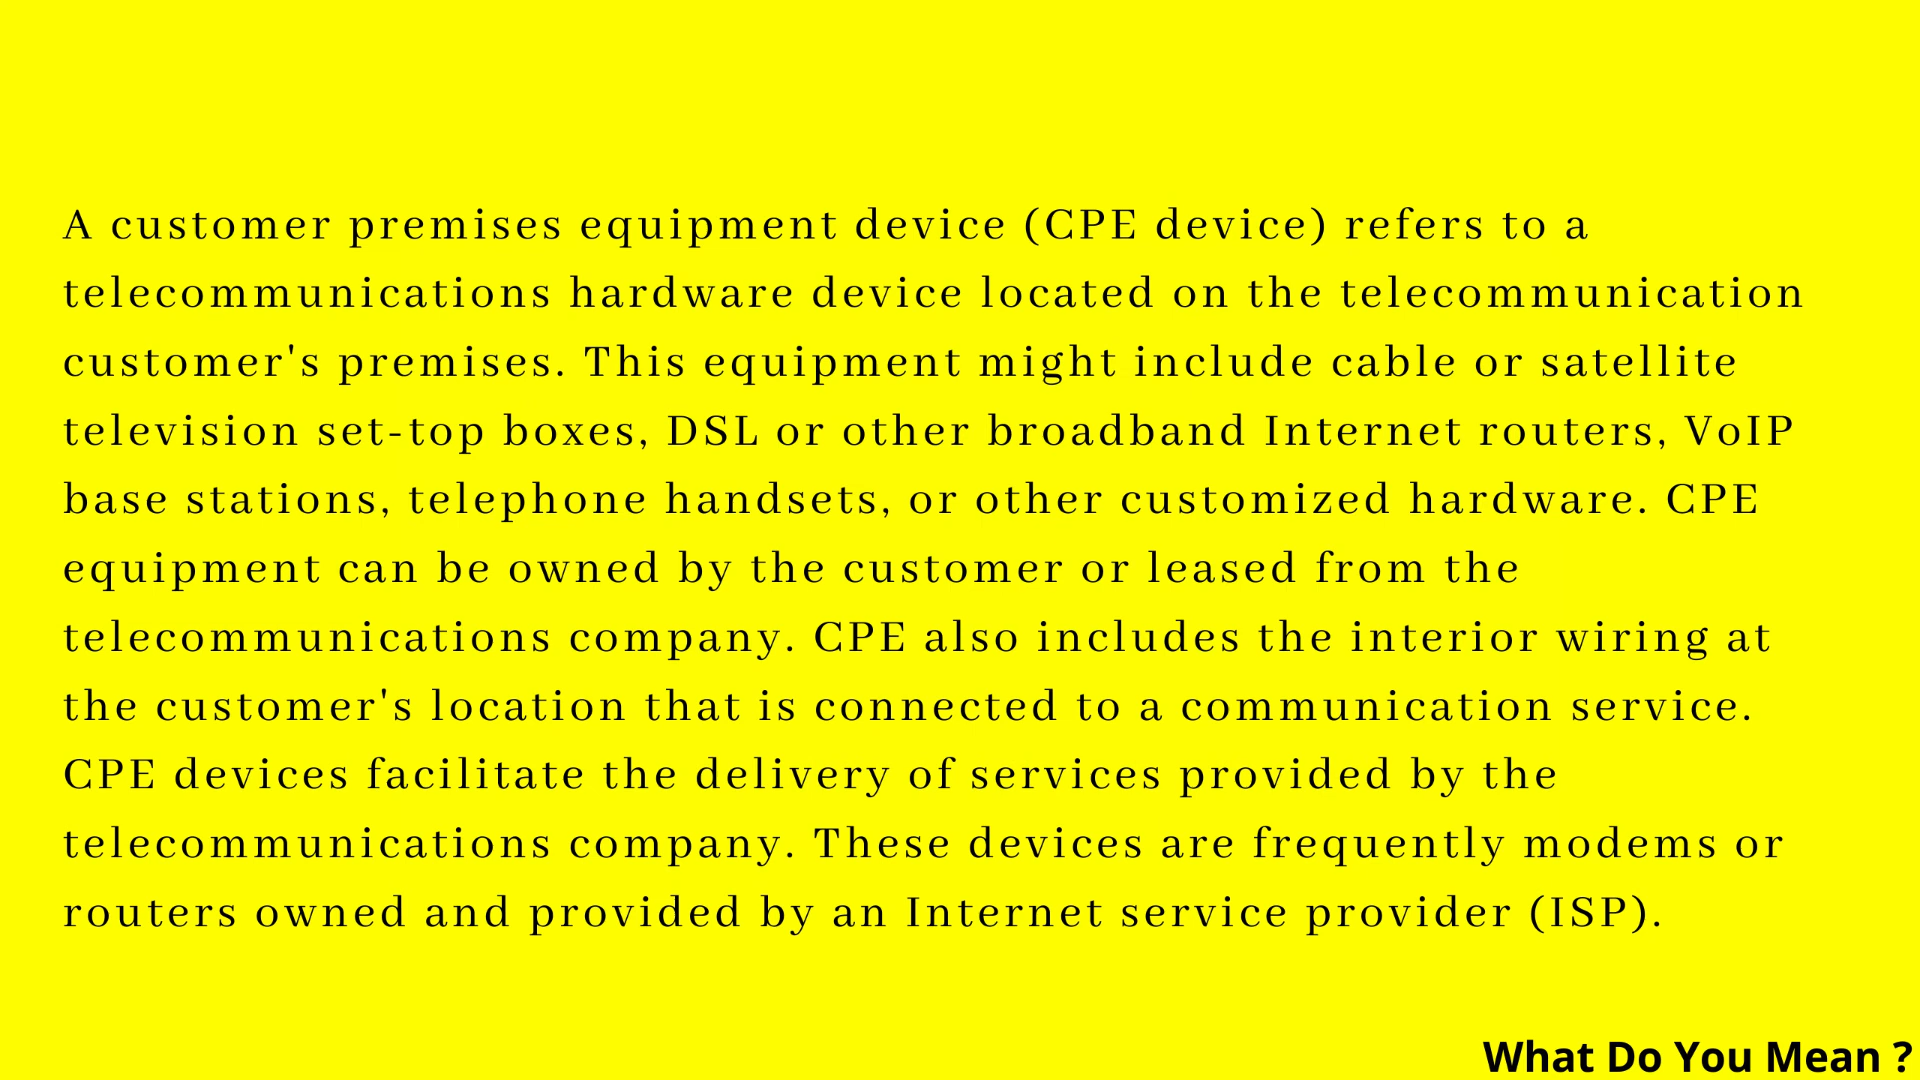 A customer premises equipment device (CPE device) refers to a
telecommunications hardware device located on the telecommunication
customer's premises. This equipment might include cable or satellite
television set-top boxes, DSL or other broadband Internet routers, VoIP
base stations, telephone handsets, or other customized hardware. CPE
equipment can be owned by the customer or leased from the
telecommunications company. CPE also includes the interior wiring at
the customer's location that is connected to a communication service.
CPE devices facilitate the delivery of services provided by the
telecommunications company. These devices are frequently modems or
routers owned and provided by an Internet service provider (ISP).
What Do You Mean ?